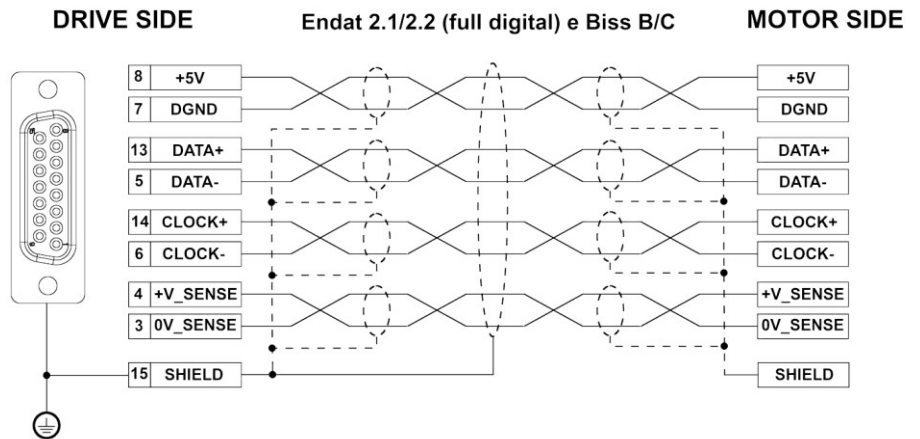 DRIVE SIDE Endat 2.1/2.2 (full digital) e Biss B/C MOTOR SIDE
8 +5V +5V
7 DGND DGND
13 DATA+ DATA+
5 DATA- DATA-
14 CLOCK+ CLOCK+
6 CLOCK- CLOCK-
4 +V_SENSE +V_SENSE
3 0V_SENSE 0V_SENSE
15 SHIELD SHIELD